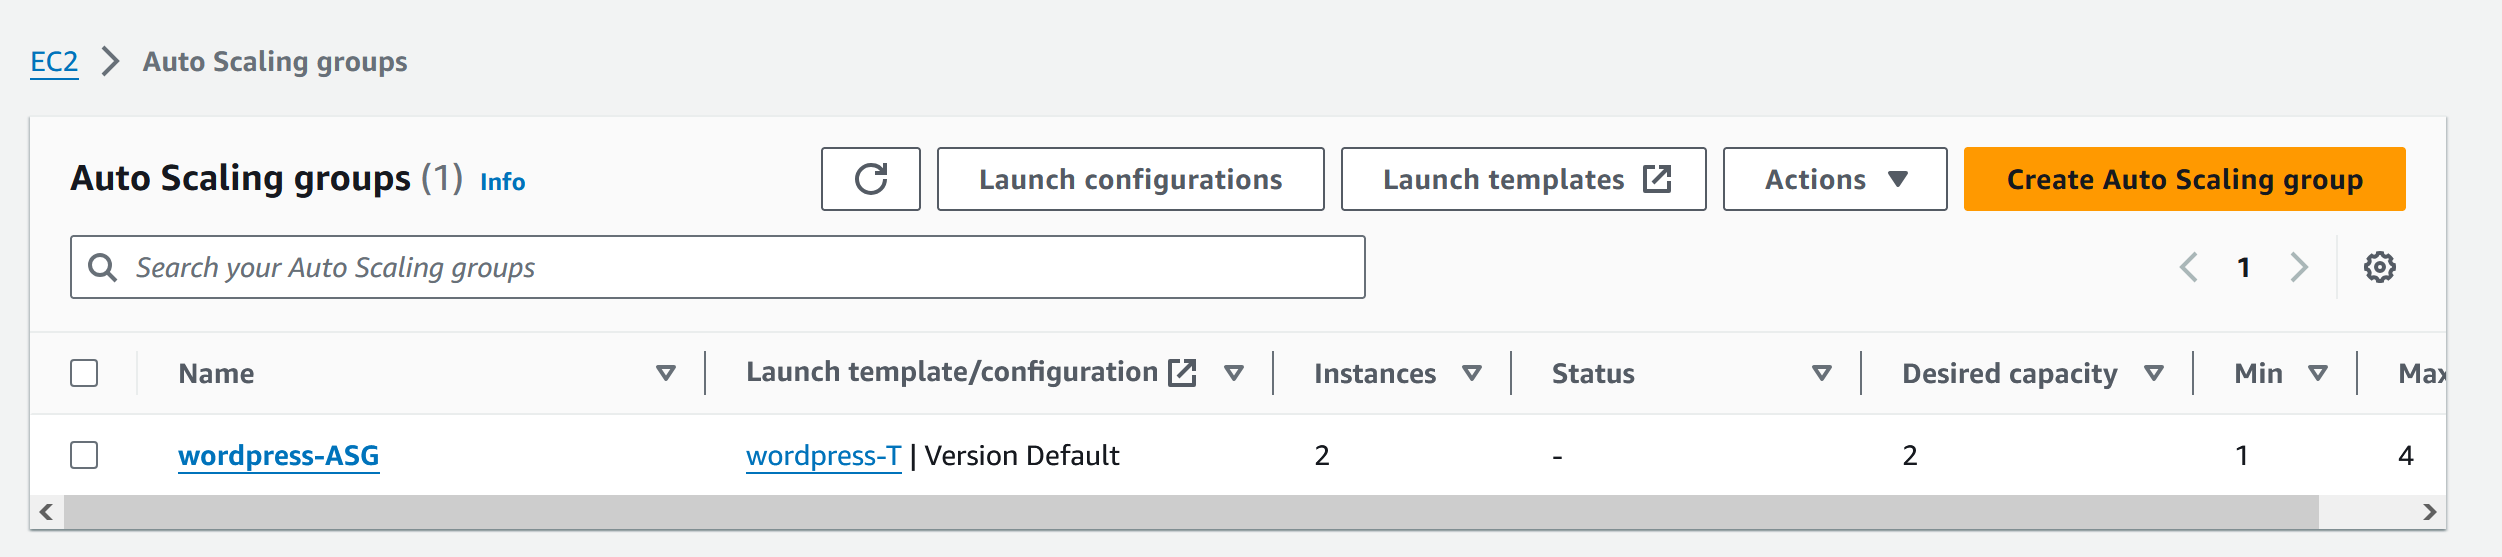 EC2 Auto Scaling groups
Auto Scaling groups (1) Info Launch configurations Launch templates Actions Create Auto Scaling group
Search your Auto Scaling groups 1
Name Launch template/configuration Instances Status Desired capacity Min Max
wordpress-ASG wordpress-T | Version Default 2 - 2 1 4